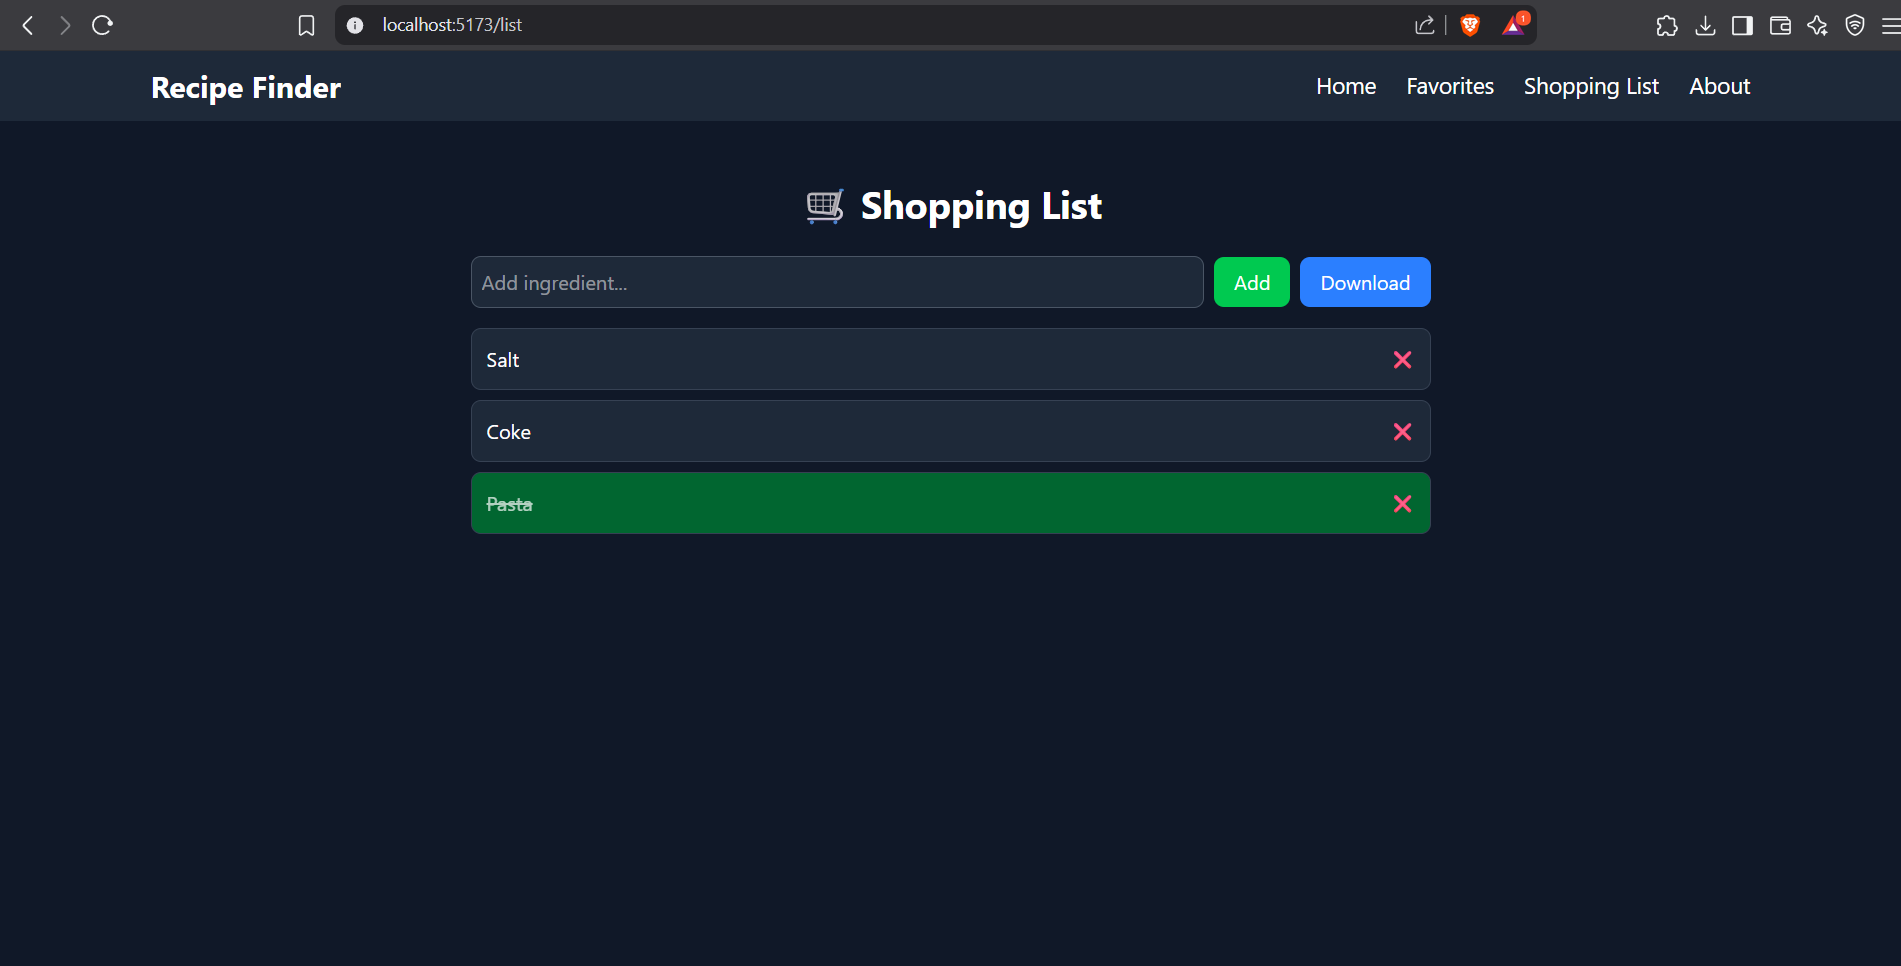 localhost:5173/list
1
Recipe Finder
Home Favorites Shopping List About
Shopping List
Add ingredient... Add Download
Salt
Coke
Pasta